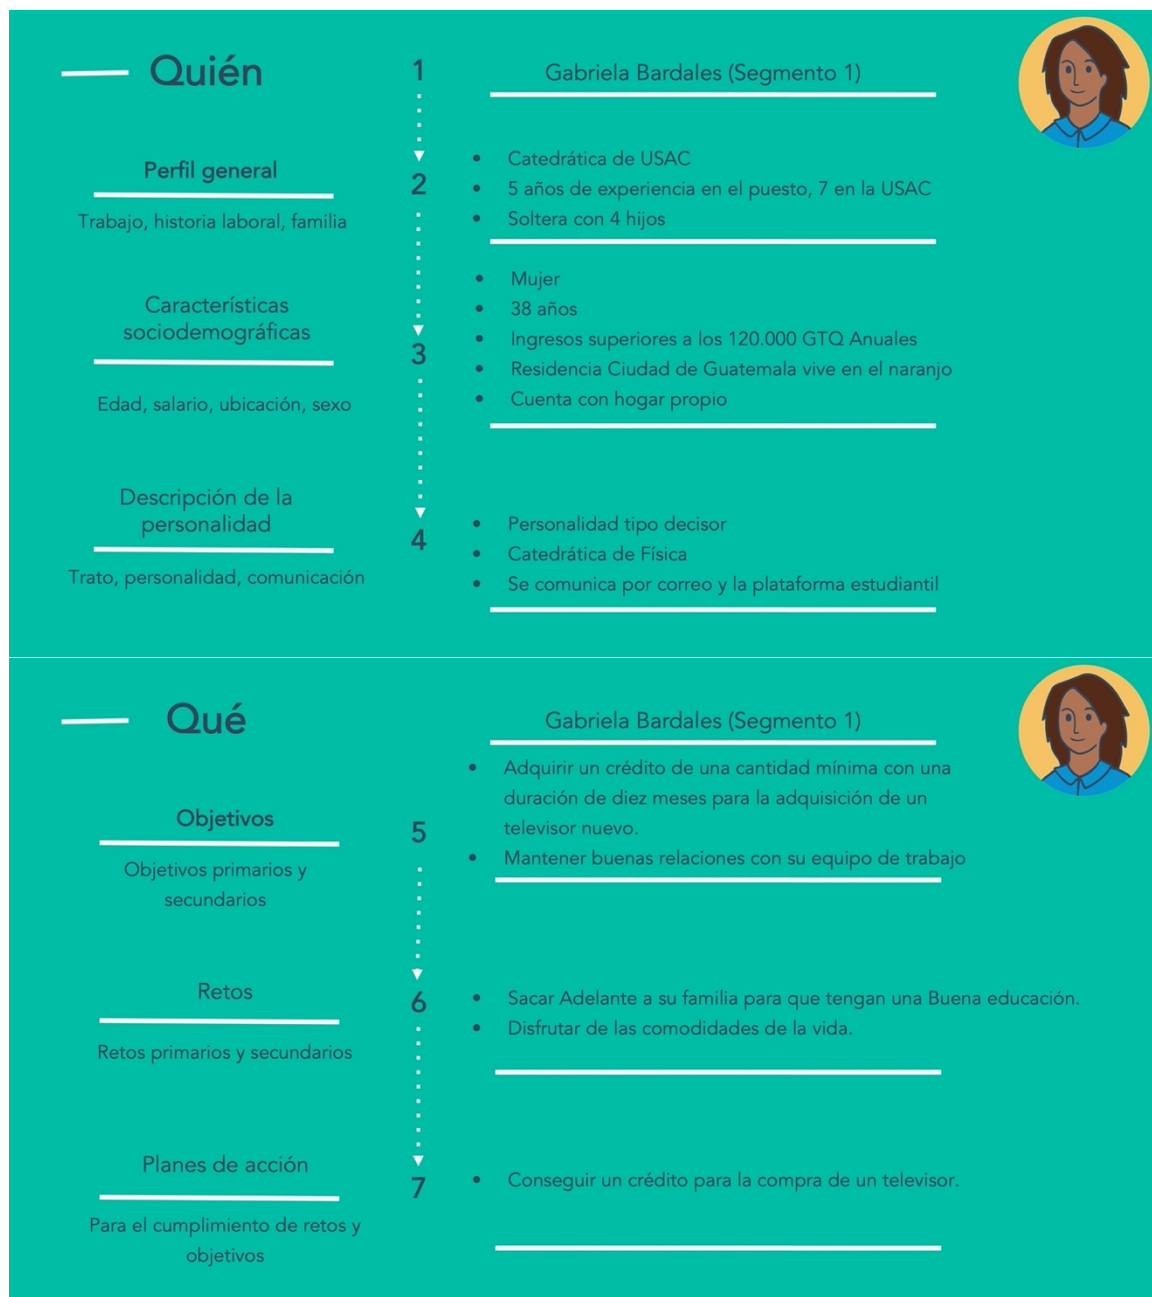 Quién
1
Gabriela Bardales (Segmento 1)
Perfil general
Trabajo, historia laboral, familia
2
• Catedrática de USAC
• 5 años de experiencia en el puesto, 7 en la USAC
• Soltera con 4 hijos
Características
sociodemográficas
Edad, salario, ubicación, sexo
3
• Mujer
• 38 años
• Ingresos superiores a los 120.000 GTQ Anuales
• Residencia Ciudad de Guatemala vive en el naranjo
• Cuenta con hogar propio
Descripción de la
personalidad
Trato, personalidad, comunicación
4
• Personalidad tipo decisor
• Catedrática de Física
• Se comunica por correo y la plataforma estudiantil
Qué
Gabriela Bardales (Segmento 1)
Objetivos
Objetivos primarios y
secundarios
5
• Adquirir un crédito de una cantidad mínima con una
duración de diez meses para la adquisición de un
televisor nuevo.
• Mantener buenas relaciones con su equipo de trabajo
Retos
Retos primarios y secundarios
6
• Sacar Adelante a su familia para que tengan una Buena educación.
• Disfrutar de las comodidades de la vida.
Planes de acción
Para el cumplimiento de retos y
objetivos
7
• Conseguir un crédito para la compra de un televisor.